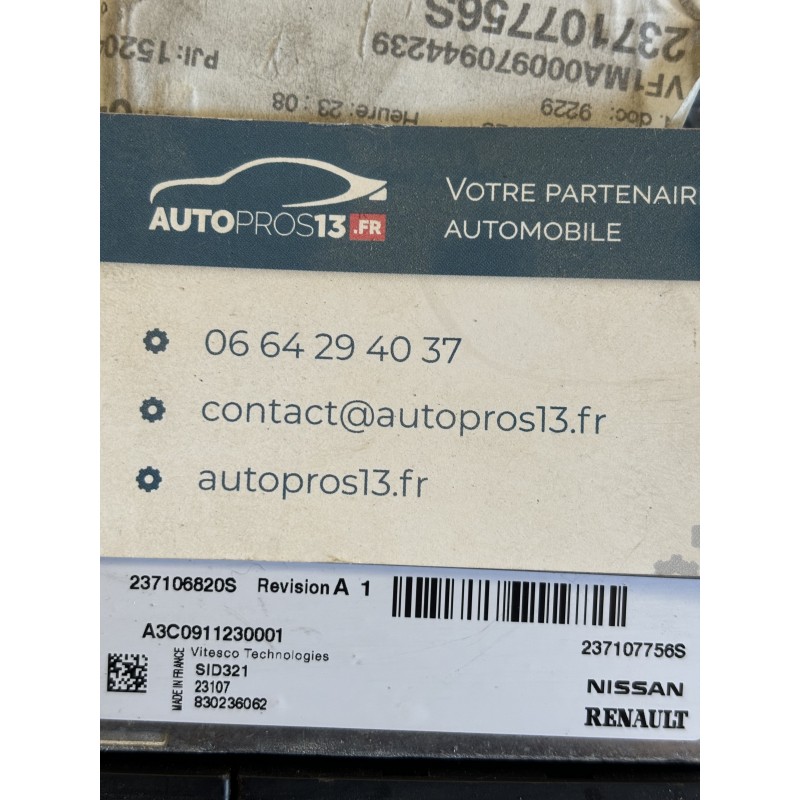 237107756S
VF1MA000970944239
PJI: 1520
doc: 9229
Heure: 23 : 08
AUTOPROS13.FR
VOTRE PARTENAIR
AUTOMOBILE
06 64 29 40 37
contact@autopros13.fr
autopros13.fr
237106820S Revision A 1
A3C0911230001
237107756S
MADE IN FRANCE
Vitesco Technologies
SID321
23107
830236062
NISSAN
RENAULT